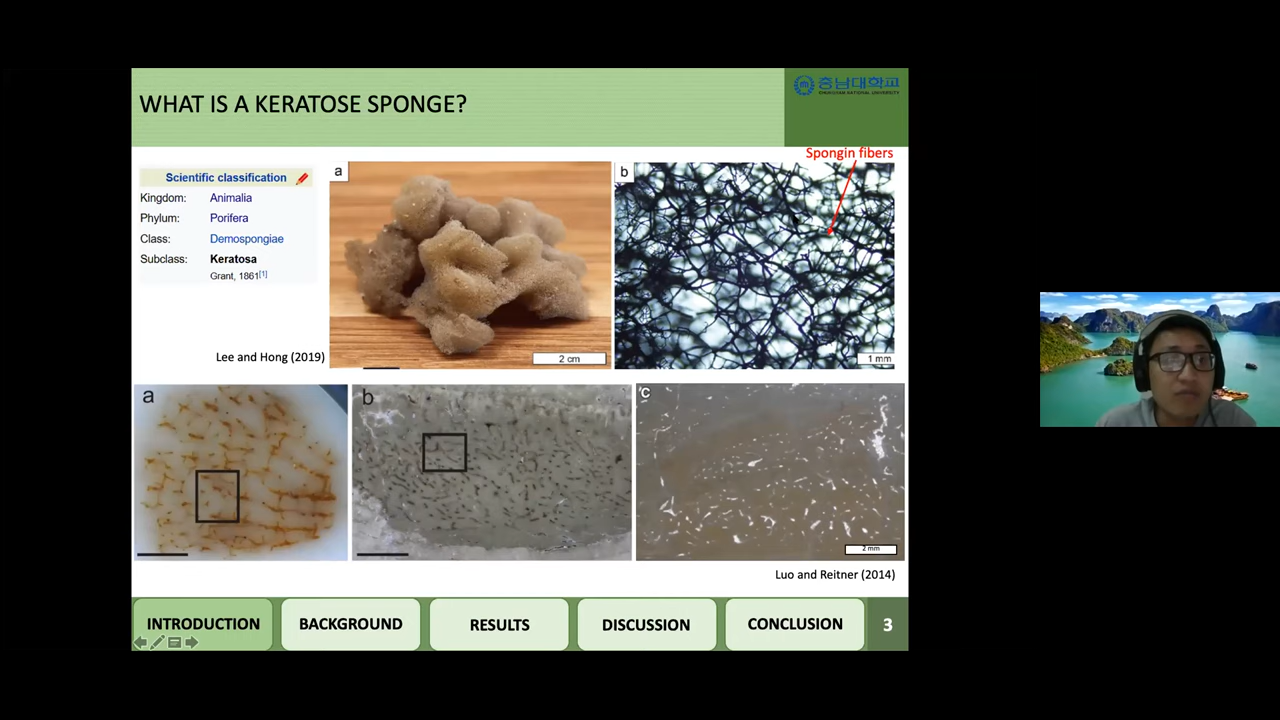 WHAT IS A KERATOSE SPONGE?
충남대학교
CHUNGNAM NATIONAL UNIVERSITY
Spongin fibers
Scientific classification
Kingdom: Animalia
Phylum: Porifera
Class: Demospongiae
Subclass: Keratosa
Grant, 1861[1]
a
b
2 cm
1 mm
Lee and Hong (2019)
a
b
c
2 mm
Luo and Reitner (2014)
INTRODUCTION
BACKGROUND
RESULTS
DISCUSSION
CONCLUSION
3